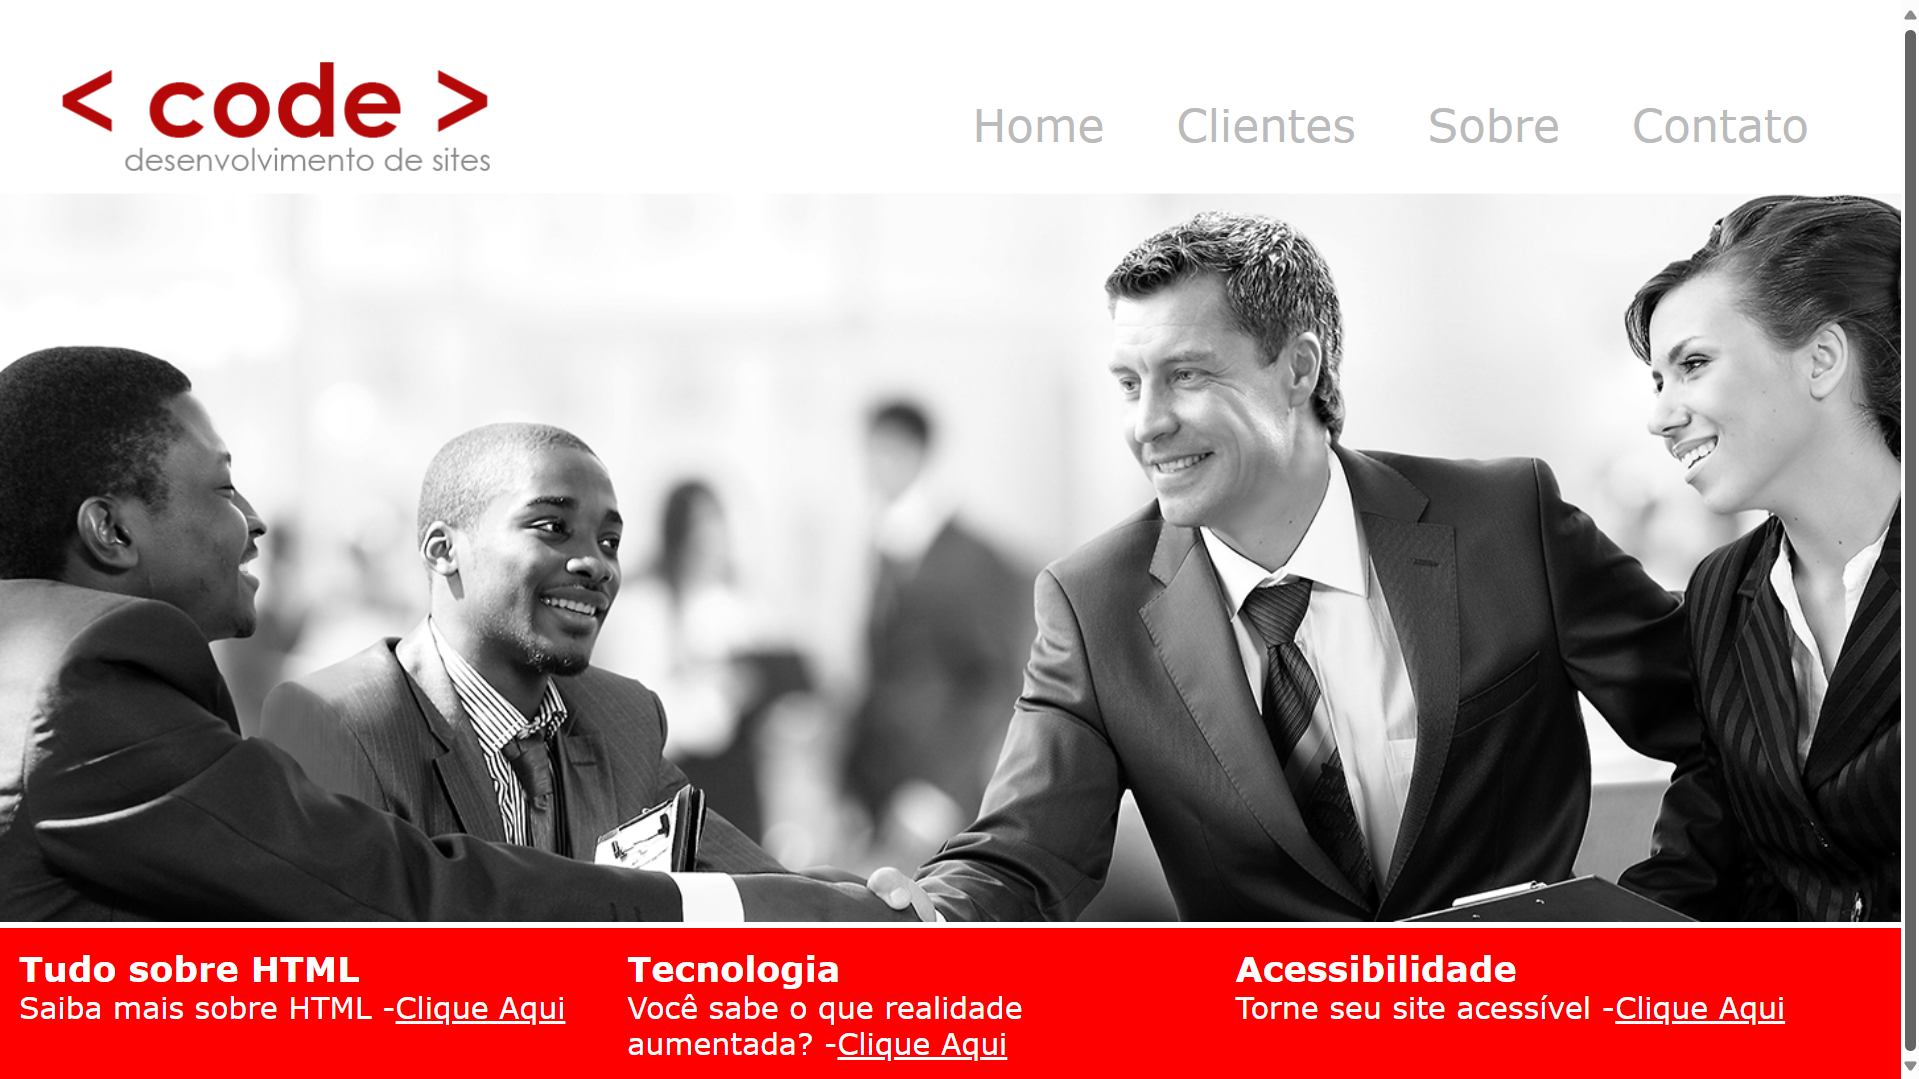 < code >
desenvolvimento de sites
Home Clientes Sobre Contato
Tudo sobre HTML
Saiba mais sobre HTML -Clique Aqui
Tecnologia
Você sabe o que realidade
aumentada? -Clique Aqui
Acessibilidade
Torne seu site acessível -Clique Aqui